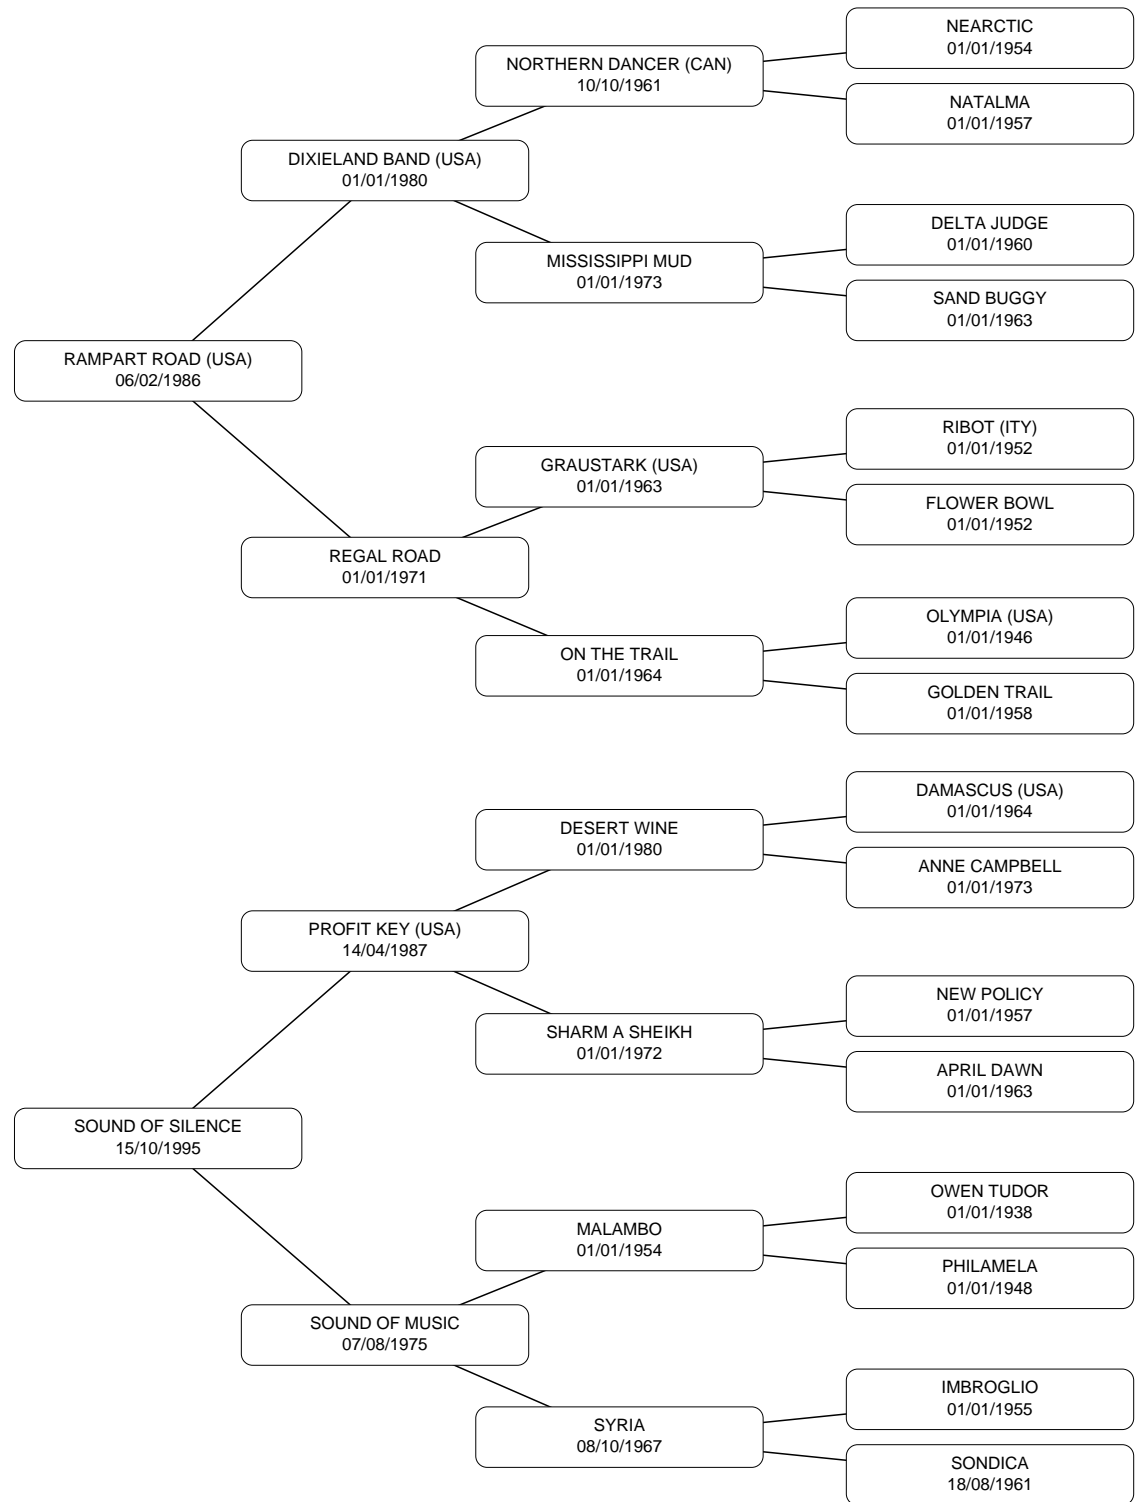 NEARCTIC
01/01/1954
NORTHERN DANCER (CAN)
10/10/1961
NATALMA
01/01/1957
DIXIELAND BAND (USA)
01/01/1980
DELTA JUDGE
01/01/1960
MISSISSIPPI MUD
01/01/1973
SAND BUGGY
01/01/1963
RAMPART ROAD (USA)
06/02/1986
RIBOT (ITY)
01/01/1952
GRAUSTARK (USA)
01/01/1963
FLOWER BOWL
01/01/1952
REGAL ROAD
01/01/1971
OLYMPIA (USA)
01/01/1946
ON THE TRAIL
01/01/1964
GOLDEN TRAIL
01/01/1958
DAMASCUS (USA)
01/01/1964
DESERT WINE
01/01/1980
ANNE CAMPBELL
01/01/1973
PROFIT KEY (USA)
14/04/1987
NEW POLICY
01/01/1957
SHARM A SHEIKH
01/01/1972
APRIL DAWN
01/01/1963
SOUND OF SILENCE
15/10/1995
OWEN TUDOR
01/01/1938
MALAMBO
01/01/1954
PHILAMELA
01/01/1948
SOUND OF MUSIC
07/08/1975
IMBROGLIO
01/01/1955
SYRIA
08/10/1967
SONDICA
18/08/1961